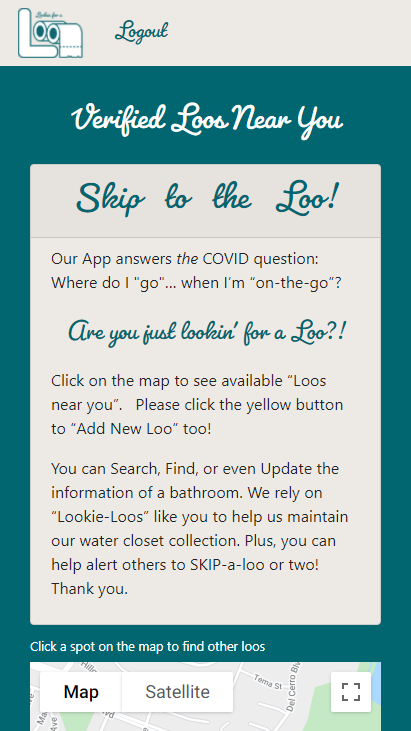 Lookin for a
Loo
Logout
Verified Loos Near You
Skip to the Loo!
Our App answers the COVID question:
Where do I "go"... when I’m “on-the-go”?
Are you just lookin’ for a Loo?!
Click on the map to see available “Loos
near you”.   Please click the yellow button
to “Add New Loo” too!
You can Search, Find, or even Update the
information of a bathroom. We rely on
“Lookie-Loos” like you to help us maintain
our water closet collection. Plus, you can
help alert others to SKIP-a-loo or two!
Thank you.
Click a spot on the map to find other loos
Map
Satellite
Tema St
Del Cerro Blv